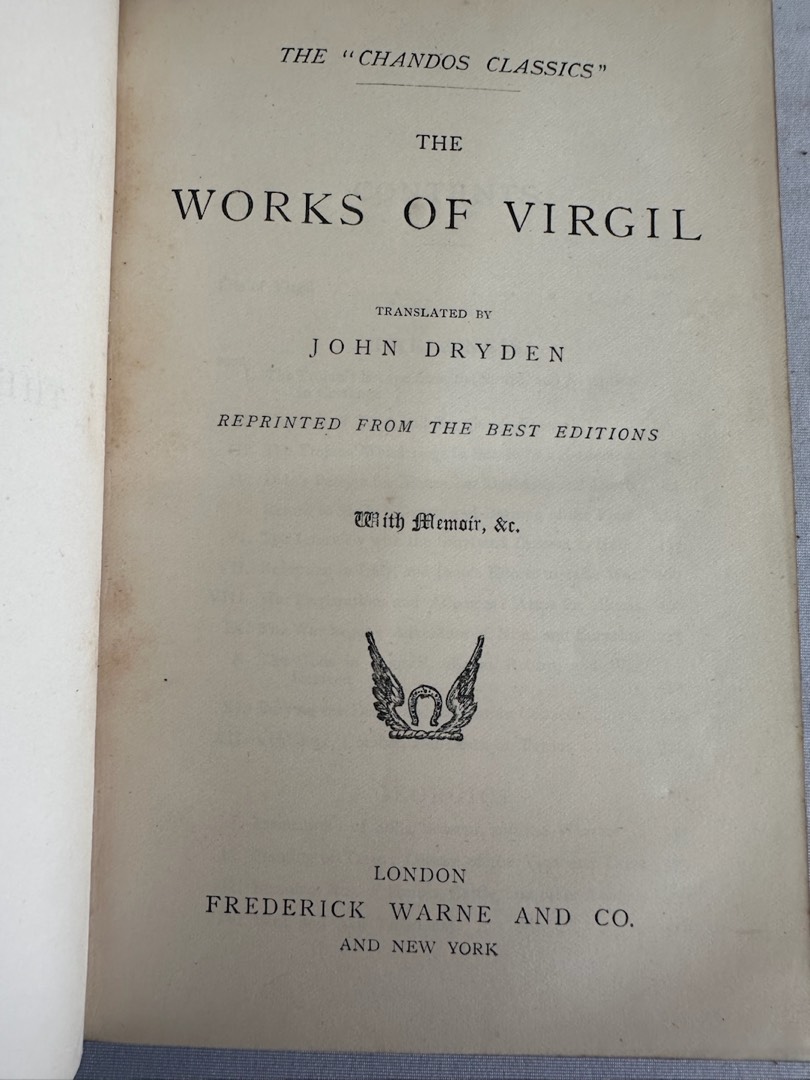 THE "CHANDOS CLASSICS"
THE
WORKS OF VIRGIL
TRANSLATED BY
JOHN DRYDEN
REPRINTED FROM THE BEST EDITIONS
With Memoir, &c.
LONDON
FREDERICK WARNE AND CO.
AND NEW YORK